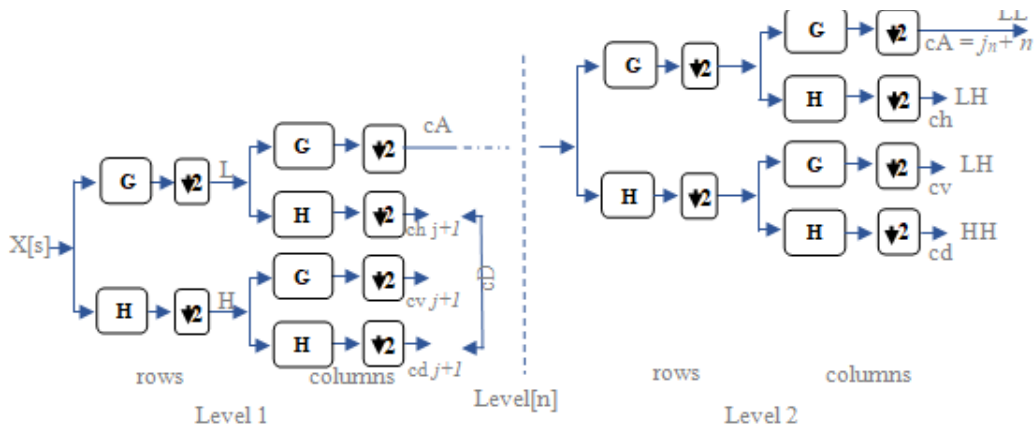 X[s]
G
↓2
L
G
↓2
cA
H
↓2
ch j+1
H
↓2
H
G
↓2
cv j+1
H
↓2
cd j+1
cD
rows
columns
Level 1
Level[n]
G
↓2
G
↓2
LL
cA = jn+ n
H
↓2
LH
ch
H
↓2
G
↓2
LH
cv
H
↓2
HH
cd
rows
columns
Level 2